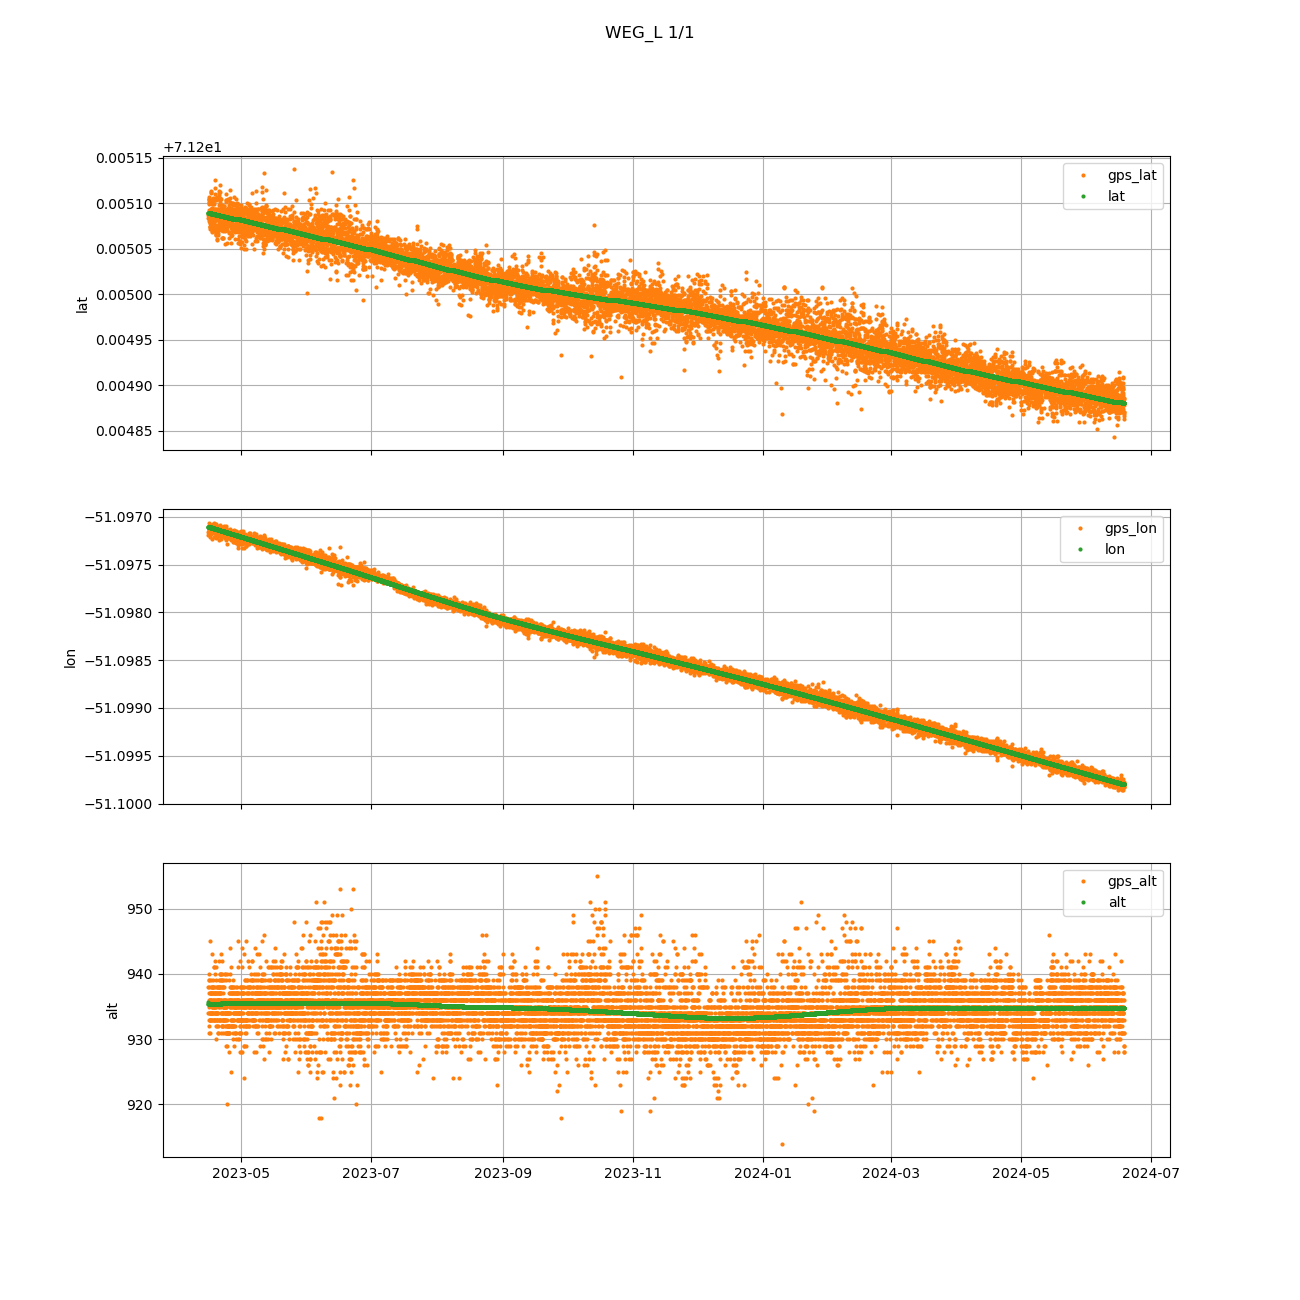 WEG_L 1/1
+7.12e1
0.00515
0.00510
0.00505
0.00500
0.00495
0.00490
0.00485
lat
gps_lat
lat
−51.0970
−51.0975
−51.0980
−51.0985
−51.0990
−51.0995
−51.1000
lon
gps_lon
lon
950
940
930
920
alt
gps_alt
alt
2023-05 2023-07 2023-09 2023-11 2024-01 2024-03 2024-05 2024-07